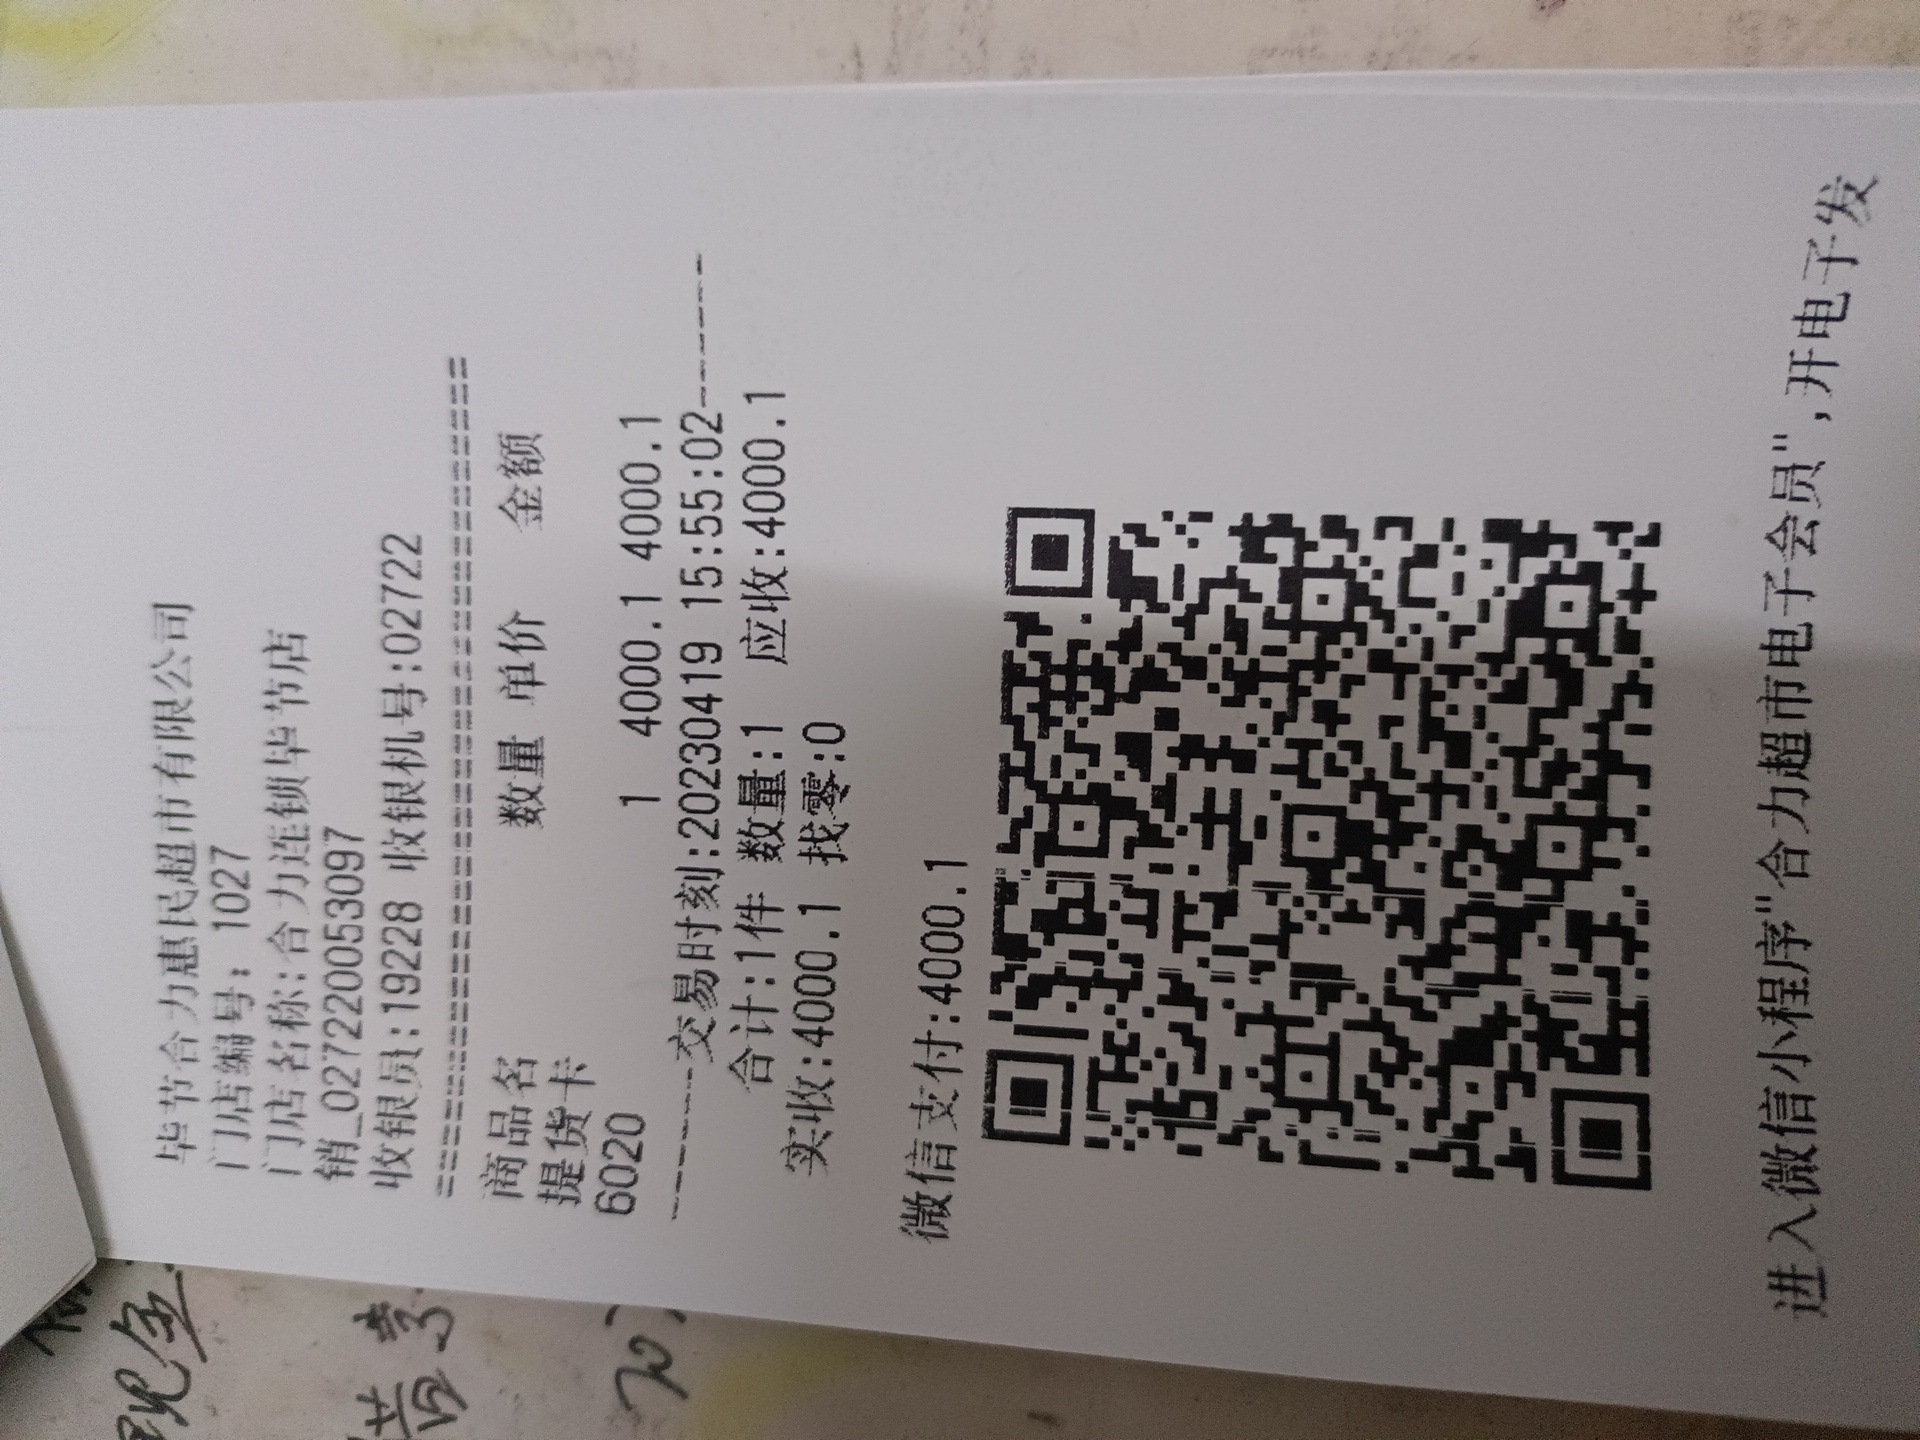 毕节合力惠民超市有限公司
门店编号: 1027
门店名称:合力连锁毕节店
销_027220053097
收银员:19228 收银机号:02722
商品名 数量 单价 金额
提货卡
6020 1 4000.1 4000.1
交易时刻:20230419 15:55:02
合计:1件 数量:1 应收:4000.1
实收:4000.1 找零:0
微信支付:4000.1
进入微信小程序"合力超市电子会员",开电子发
现金